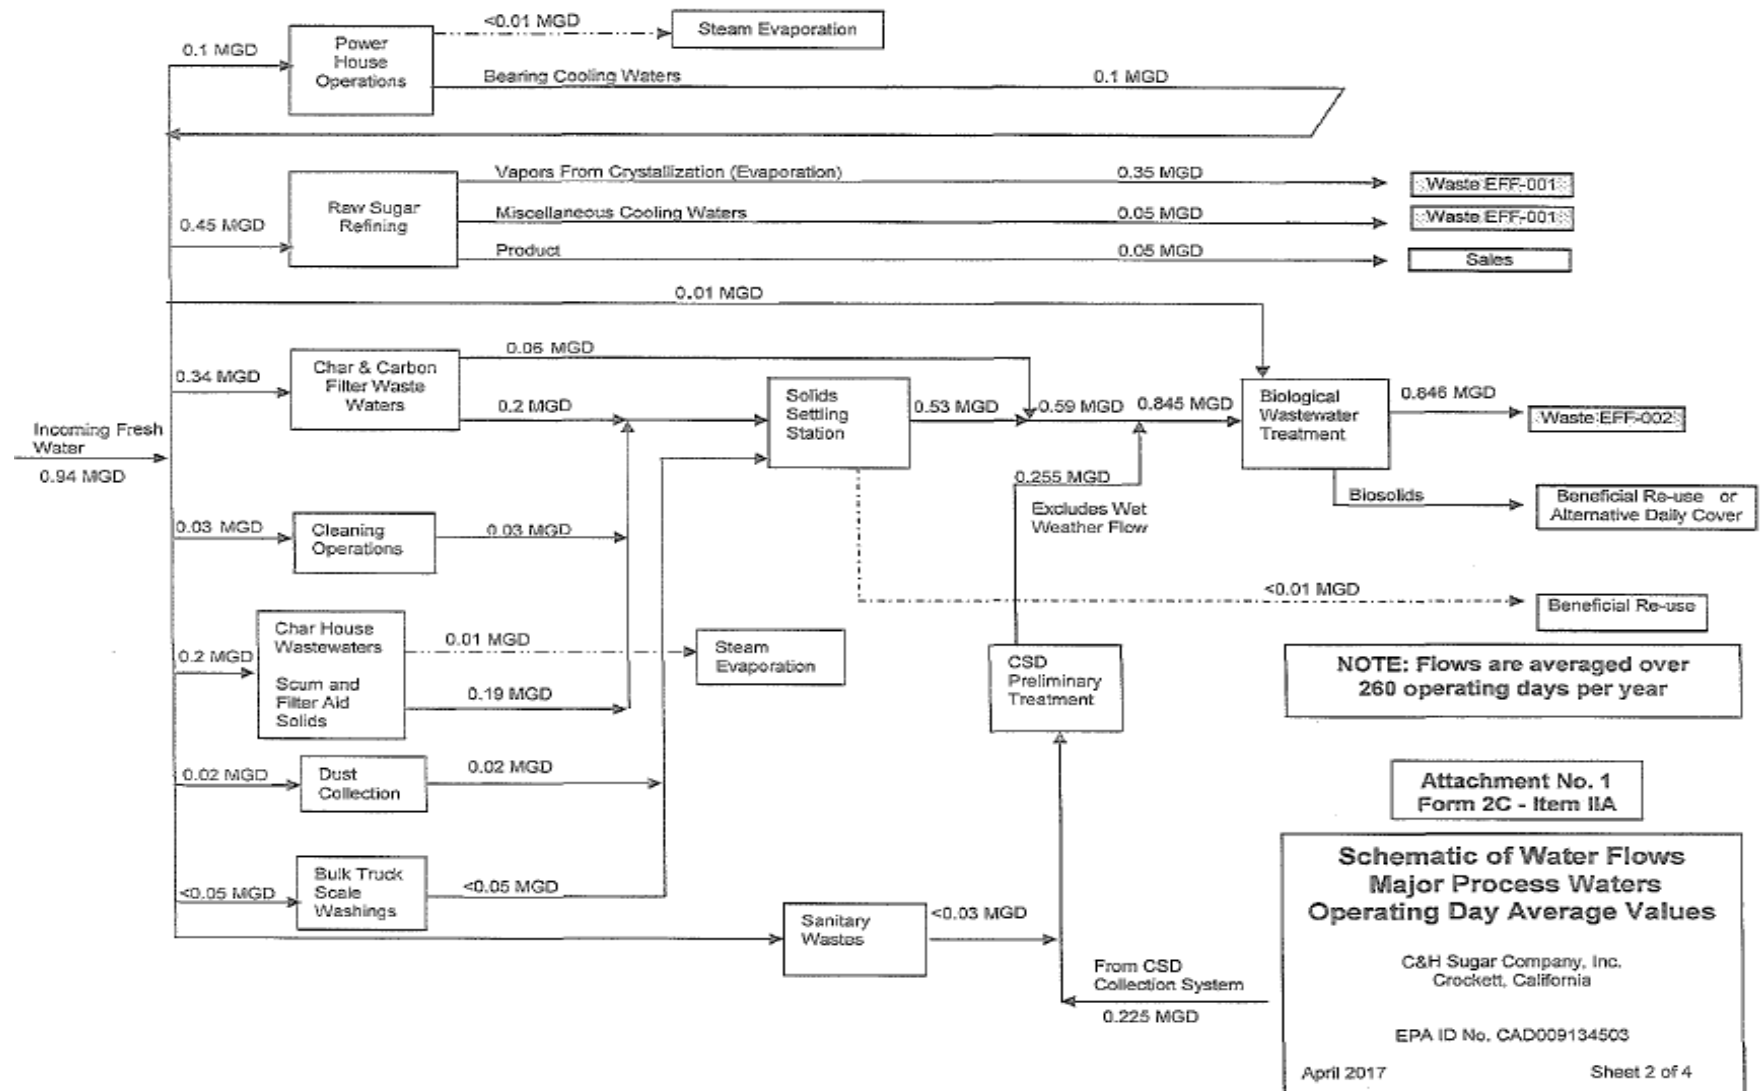 <0.01 MGD
Steam Evaporation
0.1 MGD
Power
House
Operations
Bearing Cooling Waters
0.1 MGD
Vapors From Crystallization (Evaporation)
0.35 MGD
Waste EFF-001
Raw Sugar
Refining
Miscellaneous Cooling Waters
0.05 MGD
Waste EFF-001
0.45 MGD
Product
0.05 MGD
Sales
0.01 MGD
0.06 MGD
0.34 MGD
Char & Carbon
Filter Waste
Waters
0.2 MGD
Solids
Settling
Station
0.53 MGD
0.59 MGD
0.845 MGD
Biological
Wastewater
Treatment
0.846 MGD
Waste EFF-002
Incoming Fresh
Water
0.94 MGD
0.255 MGD
Excludes Wet
Weather Flow
Biosolids
Beneficial Re-use or
Alternative Daily Cover
0.03 MGD
Cleaning
Operations
0.03 MGD
<0.01 MGD
Beneficial Re-use
0.2 MGD
Char House
Wastewaters
Scum and
Filter Aid
Solids
0.01 MGD
Steam
Evaporation
0.19 MGD
CSD
Preliminary
Treatment
NOTE: Flows are averaged over
260 operating days per year
0.02 MGD
Dust
Collection
0.02 MGD
Attachment No. 1
Form 2C - Item IIA
<0.05 MGD
Bulk Truck
Scale
Washings
<0.05 MGD
Sanitary
Wastes
<0.03 MGD
From CSD
Collection System
0.225 MGD
Schematic of Water Flows
Major Process Waters
Operating Day Average Values
C&H Sugar Company, Inc.
Crockett, California
EPA ID No. CAD009134503
April 2017
Sheet 2 of 4